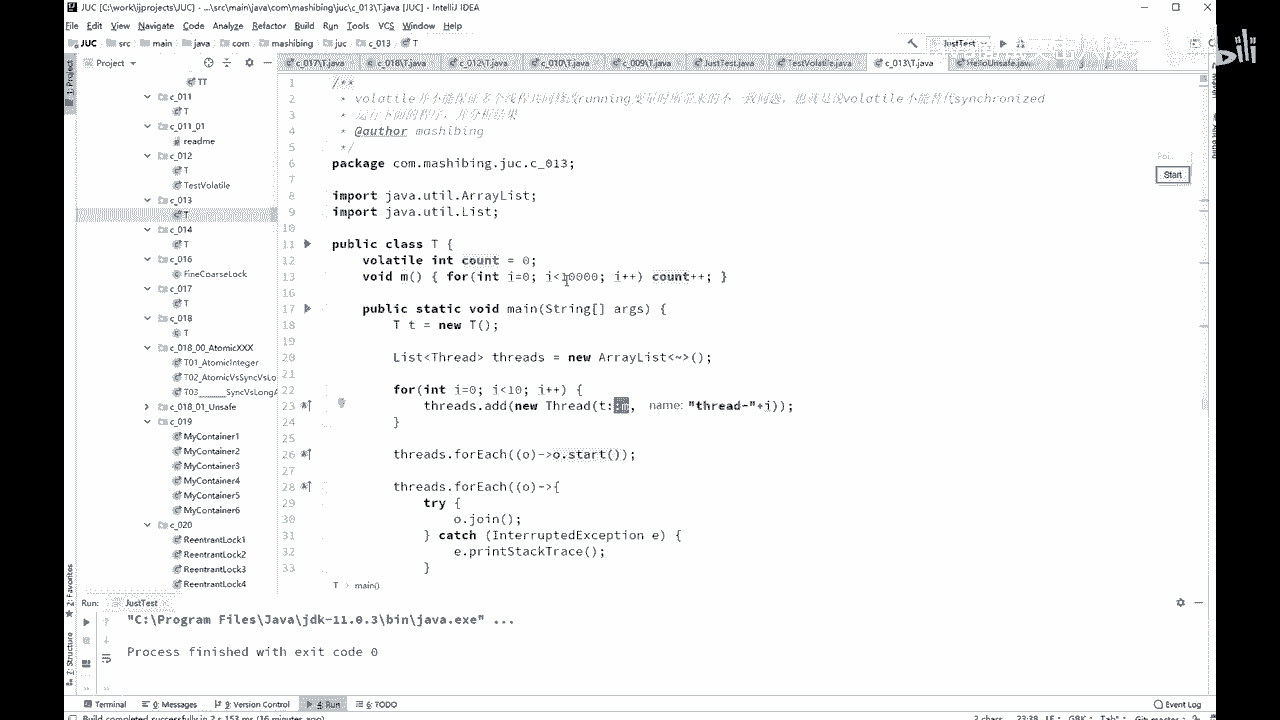 JUC [C:\work\ijprojects\JUC] - ...\src\main\java\com\mashibing\juc\c_013\T.java [JUC] - IntelliJ IDEA
File Edit View Navigate Code Analyze Refactor Build Run Tools VCS Window Help
JUC src main java com mashibing juc c_013 T JustTest
Project
c_018\T.java c_012\T.java c_010\T.java c_009\T.java JustTest.java TestVolatile.java c_013\T.java HelloUnsafe.java
bili
TT
c_011
T
c_011_01
readme
c_012
T
TestVolatile
c_013
T
c_014
T
c_016
FineCoarseLock
c_017
T
c_018
T
c_018_00_AtomicXXX
T01_AtomicInteger
T02_AtomicVsSyncVsLo
T03_______SyncVsLongA
c_018_01_Unsafe
c_019
MyContainer1
MyContainer2
MyContainer3
MyContainer4
MyContainer5
MyContainer6
c_020
ReentrantLock1
ReentrantLock2
ReentrantLock3
ReentrantLock4
1 /**
2 * volatile并不能保证多个线程共同修改running变量时所带来的不一致问题，也就是说volatile不能替代synchronized
3 * 运行下面的程序，并分析结果
4 * @author mashibing
5 */
6 package com.mashibing.juc.c_013;
7
8 import java.util.ArrayList;
9 import java.util.List;
10
11 public class T {
12 volatile int count = 0;
13 void m() { for(int i=0; i<10000; i++) count++; }
16
17 public static void main(String[] args) {
18 T t = new T();
19
20 List<Thread> threads = new ArrayList<~>();
21
22 for(int i=0; i<10; i++) {
23 threads.add(new Thread(t::m, name: "thread-"+i));
24 }
25
26 threads.forEach((o)->o.start());
27
28 threads.forEach((o)->{
29 try {
30 o.join();
31 } catch (InterruptedException e) {
32 e.printStackTrace();
33 }
T > main()
Start
1: Project
2: Favorites
7: Structure
Run: JustTest
"C:\Program Files\Java\jdk-11.0.3\bin\java.exe" ...
Process finished with exit code 0
Terminal 0: Messages 9: Version Control 4: Run 6: TODO Event Log
Build completed successfully in 2 s 153 ms (16 minutes ago) 2 chars 23:38 GBK